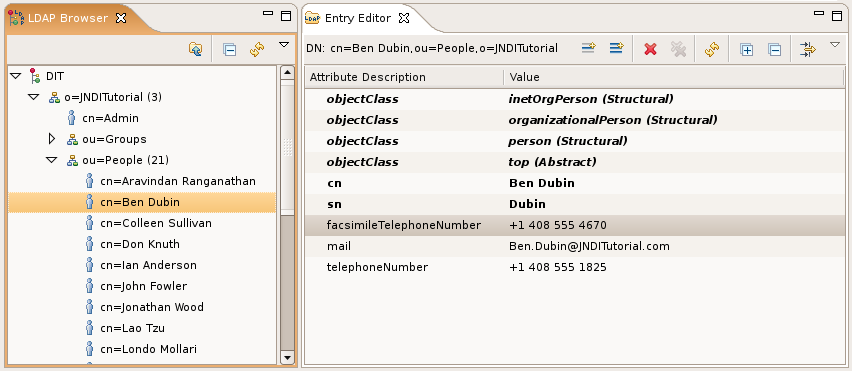 LDAP Browser
DIT
o=JNDITutorial (3)
cn=Admin
ou=Groups
ou=People (21)
cn=Aravindan Ranganathan
cn=Ben Dubin
cn=Colleen Sullivan
cn=Don Knuth
cn=Ian Anderson
cn=John Fowler
cn=Jonathan Wood
cn=Lao Tzu
cn=Londo Mollari
LDAP Entry Editor
DN: cn=Ben Dubin,ou=People,o=JNDITutorial
Attribute Description Value
objectClass inetOrgPerson (Structural)
objectClass organizationalPerson (Structural)
objectClass person (Structural)
objectClass top (Abstract)
cn Ben Dubin
sn Dubin
facsimileTelephoneNumber +1 408 555 4670
mail Ben.Dubin@JNDITutorial.com
telephoneNumber +1 408 555 1825